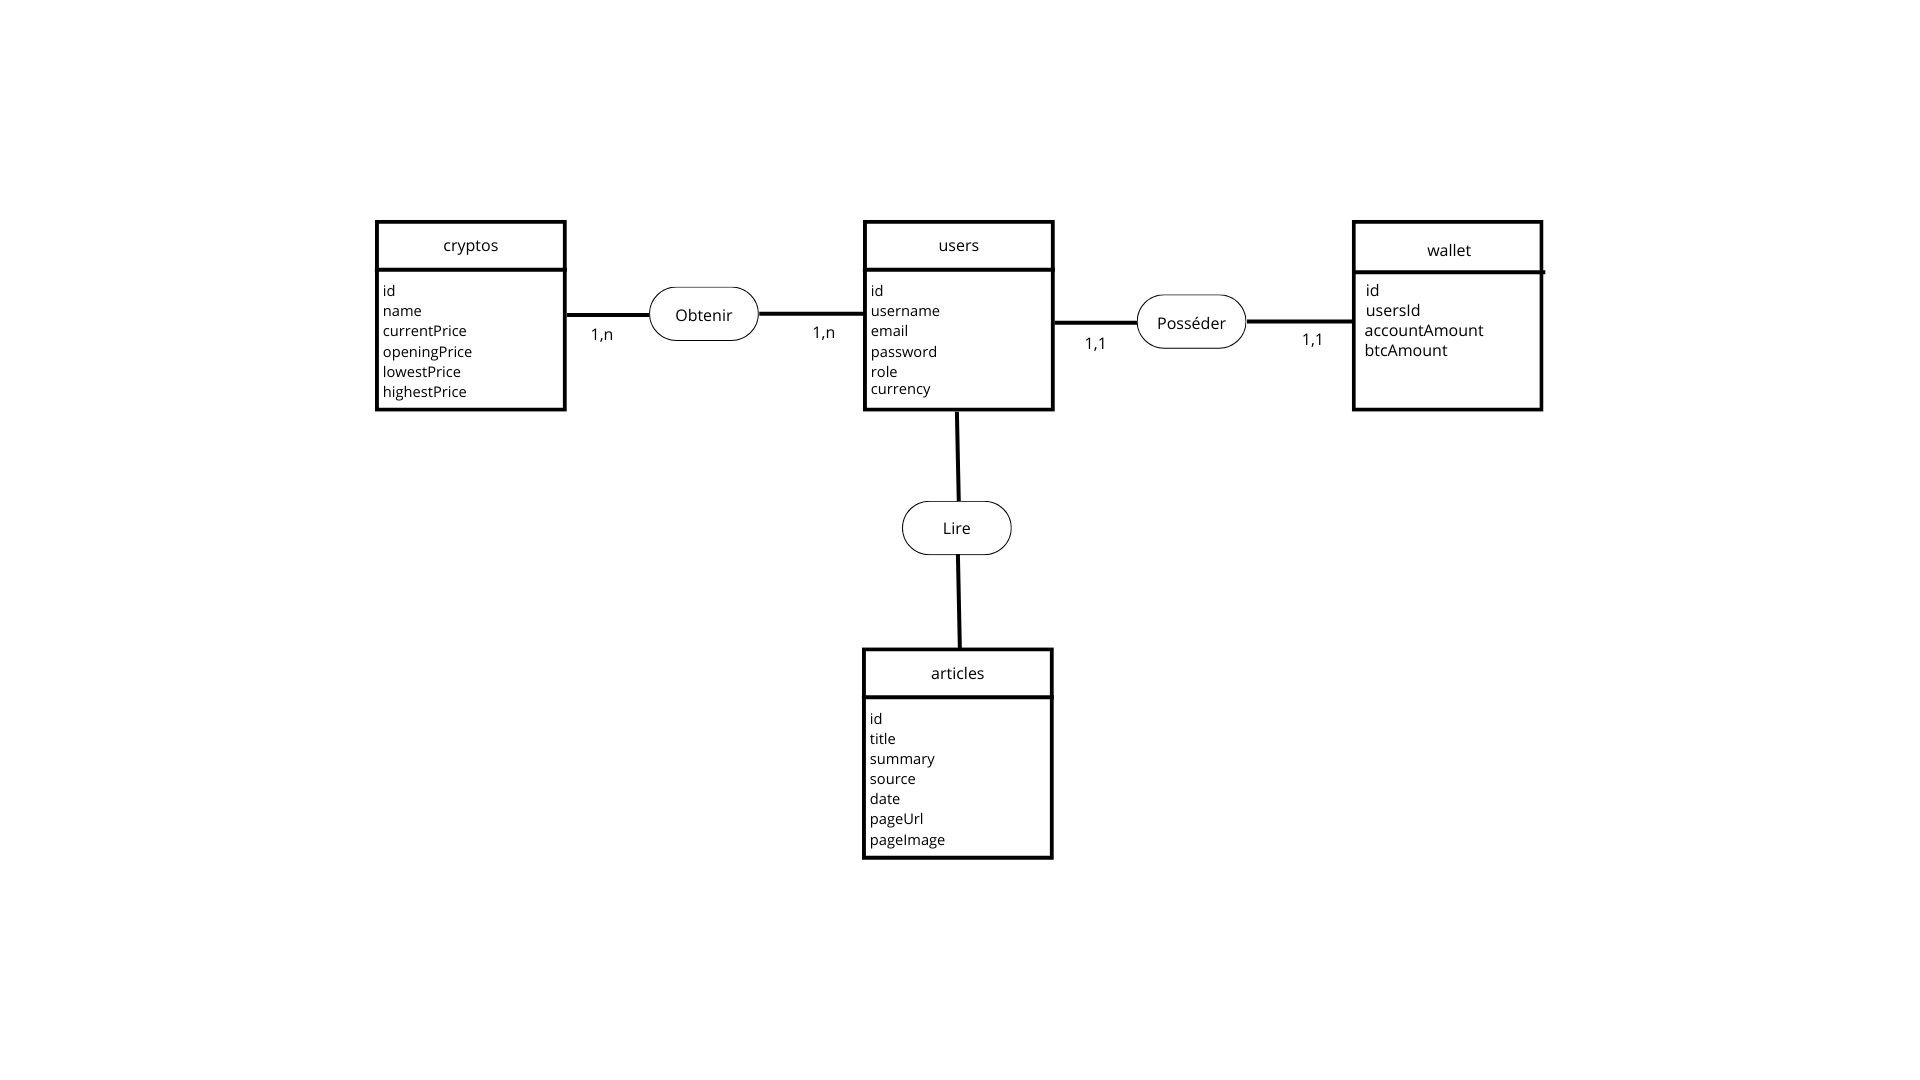 cryptos
id
name
currentPrice
openingPrice
lowestPrice
highestPrice
1,n
Obtenir
1,n
users
id
username
email
password
role
currency
1,1
Posséder
1,1
wallet
id
usersId
accountAmount
btcAmount
Lire
articles
id
title
summary
source
date
pageUrl
pageImage